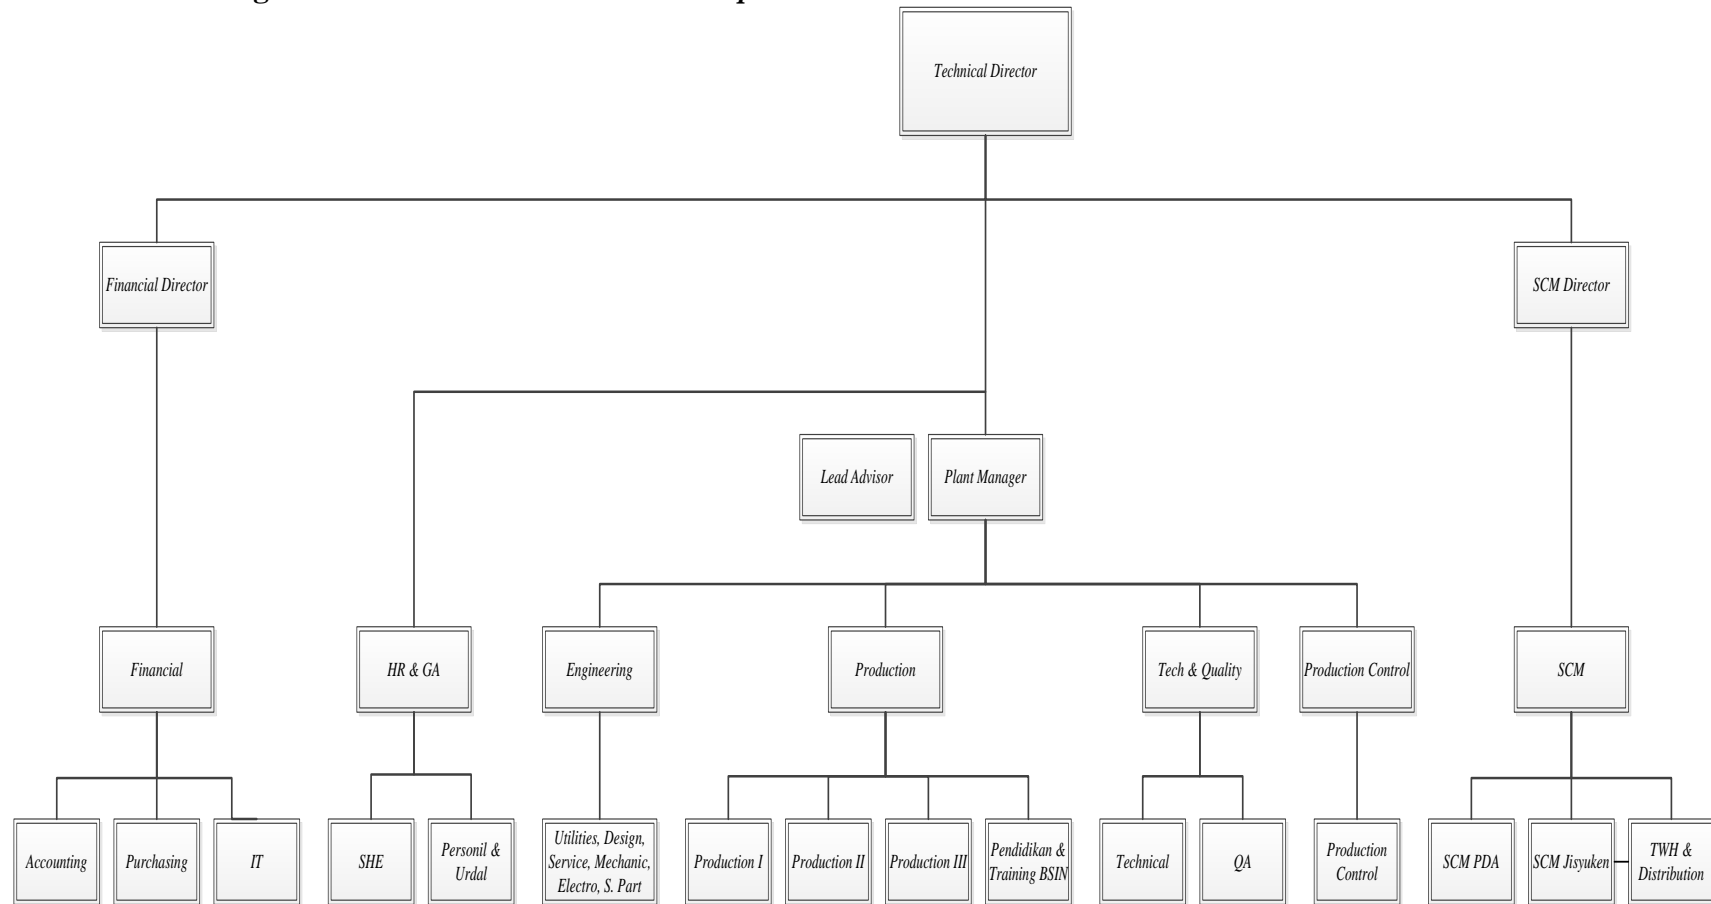 Technical Director
Financial Director
SCM Director
Lead Advisor
Plant Manager
Financial
HR & GA
Engineering
Production
Tech & Quality
Production Control
SCM
Accounting
Purchasing
IT
SHE
Personil &
Urdal
Utilities, Design,
Service, Mechanic,
Electro, S. Part
Production I
Production II
Production III
Pendidikan &
Training BSIN
Technical
QA
Production
Control
SCM PDA
SCM Jisyuken
TWH &
Distribution